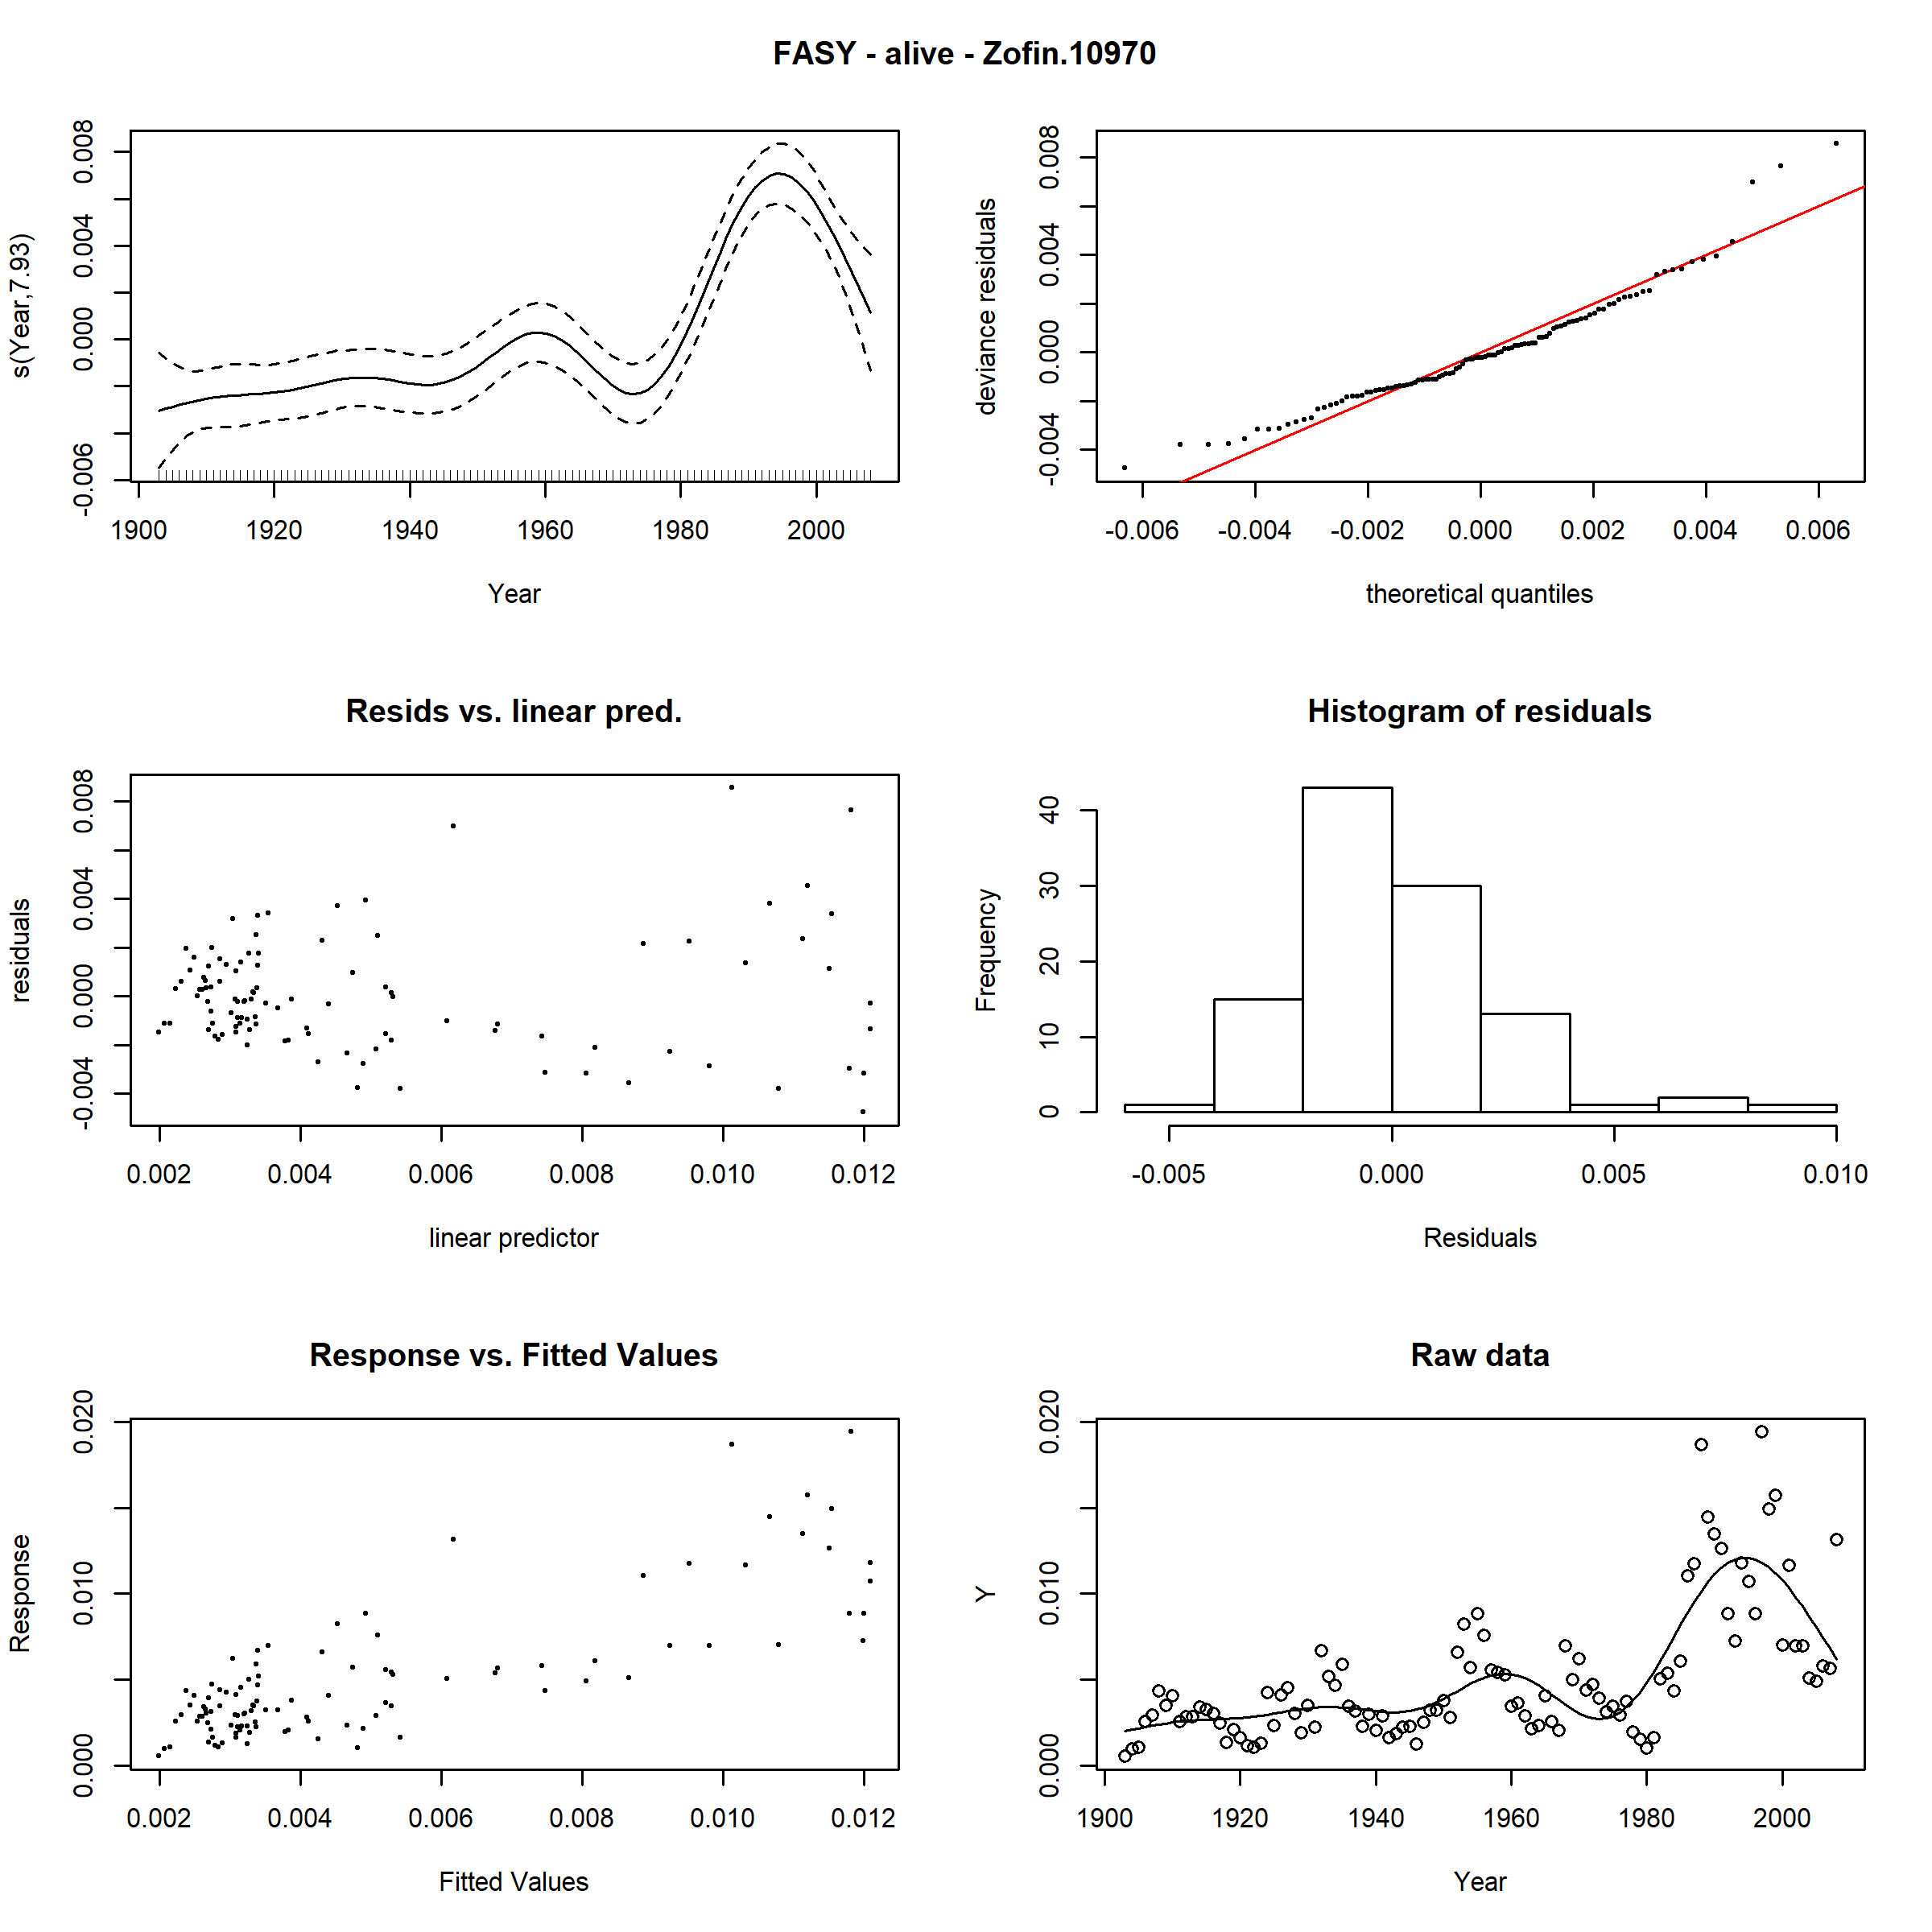 FASY - alive - Zofin.10970
s(Year,7.93)
-0.006 0.000 0.004 0.008
1900 1920 1940 1960 1980 2000
Year
deviance residuals
-0.004 0.000 0.004 0.008
-0.006 -0.004 -0.002 0.000 0.002 0.004 0.006
theoretical quantiles
Resids vs. linear pred.
residuals
-0.004 0.000 0.004 0.008
0.002 0.004 0.006 0.008 0.010 0.012
linear predictor
Histogram of residuals
Frequency
0 10 20 30 40
-0.005 0.000 0.005 0.010
Residuals
Response vs. Fitted Values
Response
0.000 0.010 0.020
0.002 0.004 0.006 0.008 0.010 0.012
Fitted Values
Raw data
Y
0.000 0.010 0.020
1900 1920 1940 1960 1980 2000
Year